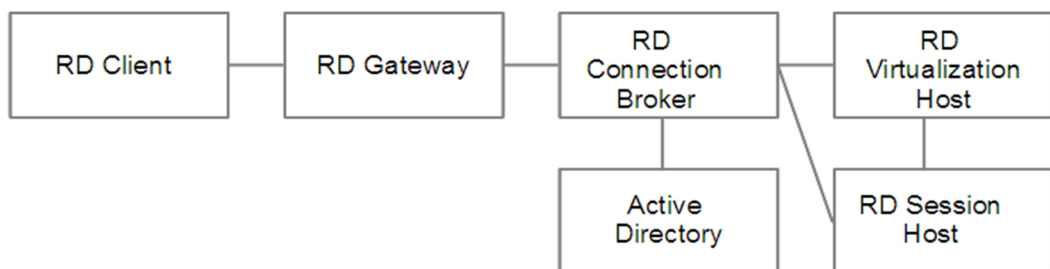 RD Client
RD Gateway
RD
Connection
Broker
RD
Virtualization
Host
Active
Directory
RD Session
Host